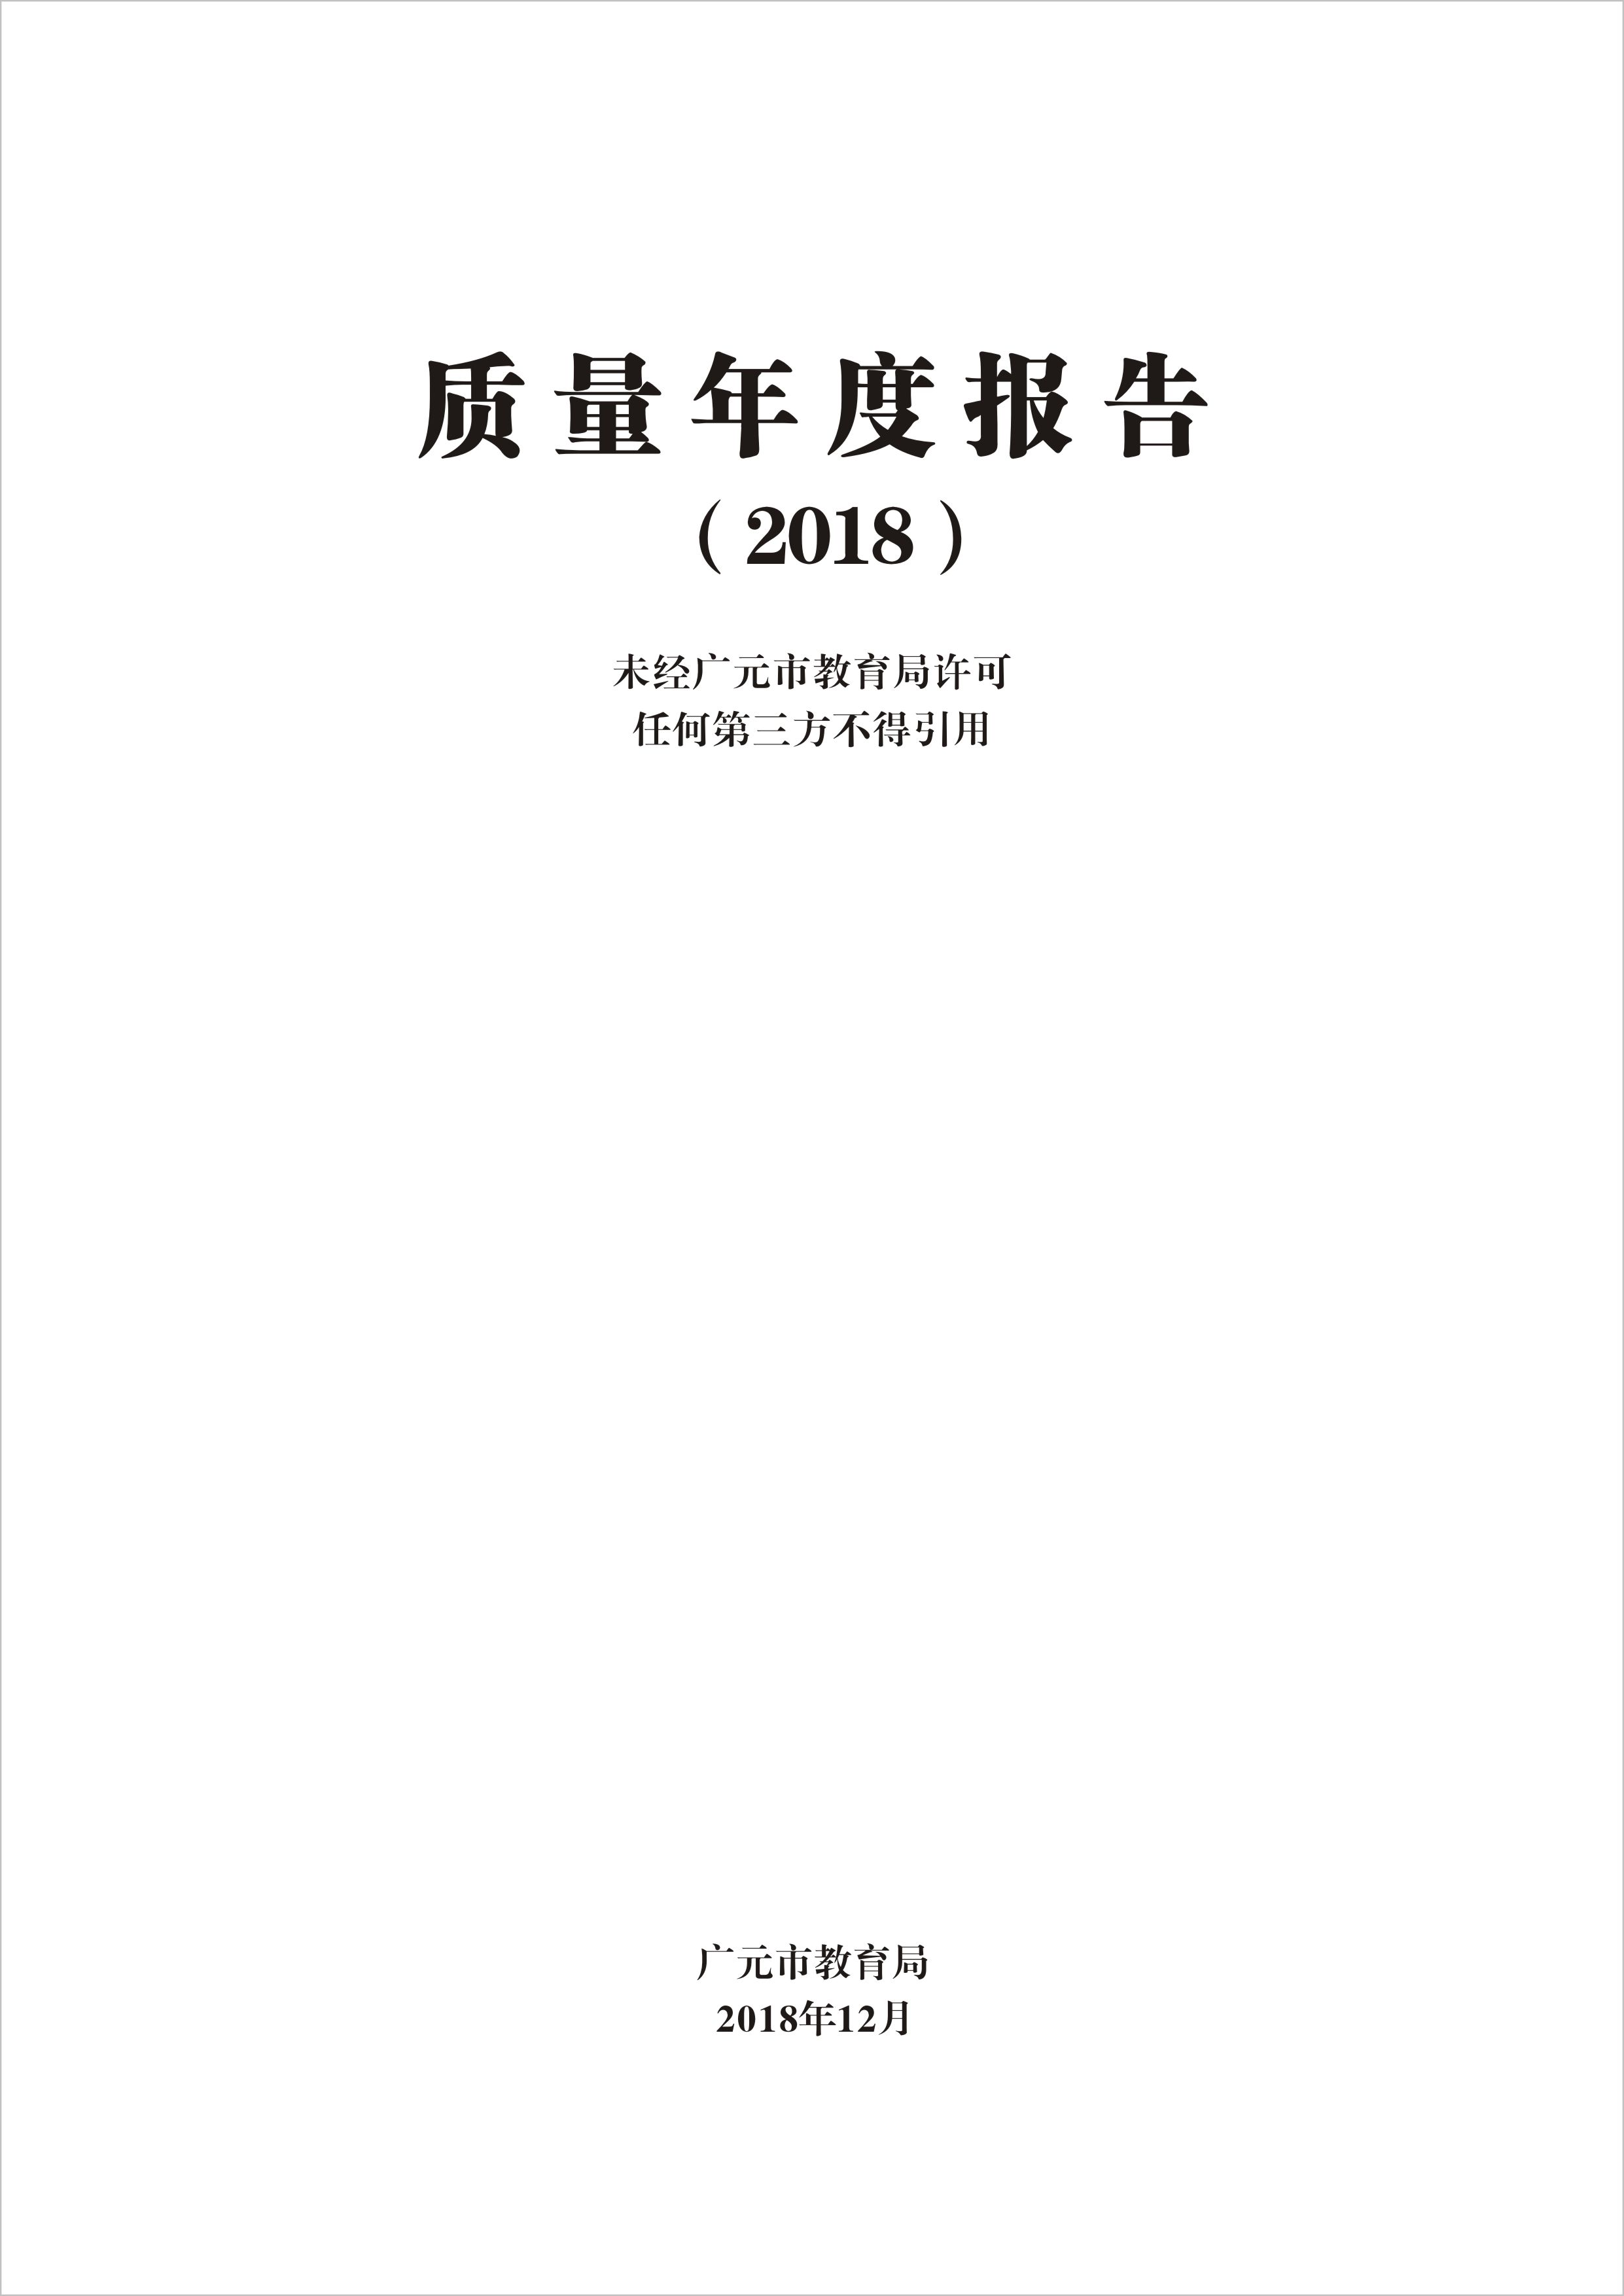 质量年度报告
（2018）
未经广元市教育局许可
任何第三方不得引用
广元市教育局
2018年12月